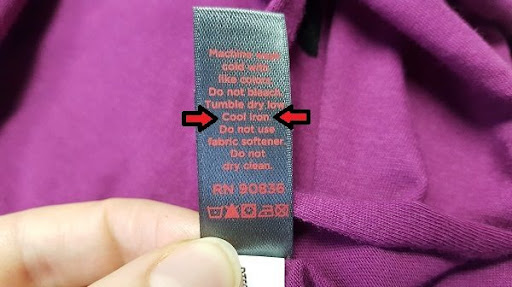 Machine wash
cold with
like colors.
Do not bleach.
Tumble dry low.
Cool iron
Do not use
fabric softener.
Do not
dry clean.
RN 90836